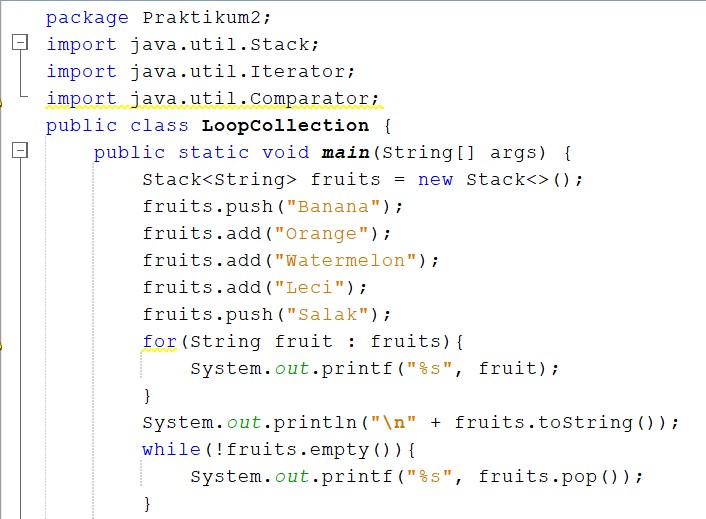 package Praktikum2;
import java.util.Stack;
import java.util.Iterator;
import java.util.Comparator;
public class LoopCollection {
    public static void main(String[] args) {
        Stack<String> fruits = new Stack<>();
        fruits.push("Banana");
        fruits.add("Orange");
        fruits.add("Watermelon");
        fruits.add("Leci");
        fruits.push("Salak");
        for(String fruit : fruits){
            System.out.printf("%s", fruit);
        }
        System.out.println("\n" + fruits.toString());
        while(!fruits.empty()){
            System.out.printf("%s", fruits.pop());
        }